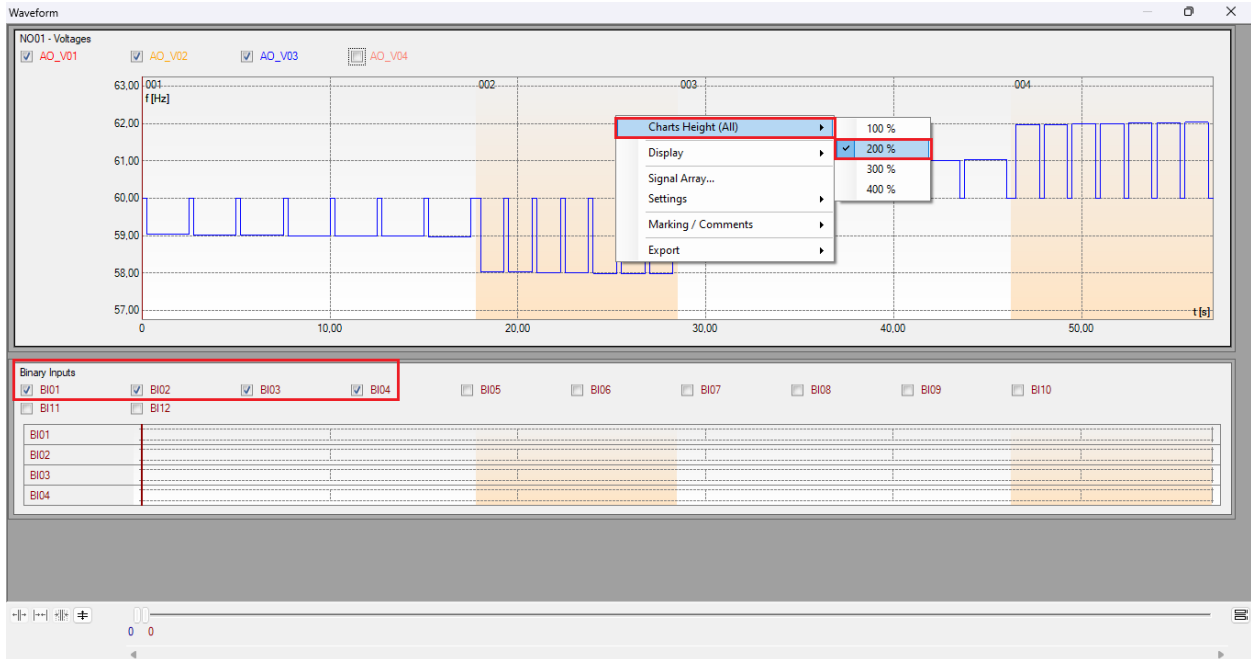 Waveform
NO01 - Voltages
AO_V01 AO_V02 AO_V03 AO_V04
63,00 001 002 003 004
f [Hz]
62,00
61,00
60,00
59,00
58,00
57,00
t [s]
0 10,00 20,00 30,00 40,00 50,00
Charts Height (All)
Display
Signal Array...
Settings
Marking / Comments
Export
100 %
200 %
300 %
400 %
Binary Inputs
BI01 BI02 BI03 BI04 BI05 BI06 BI07 BI08 BI09 BI10
BI11 BI12
BI01
BI02
BI03
BI04
0 0